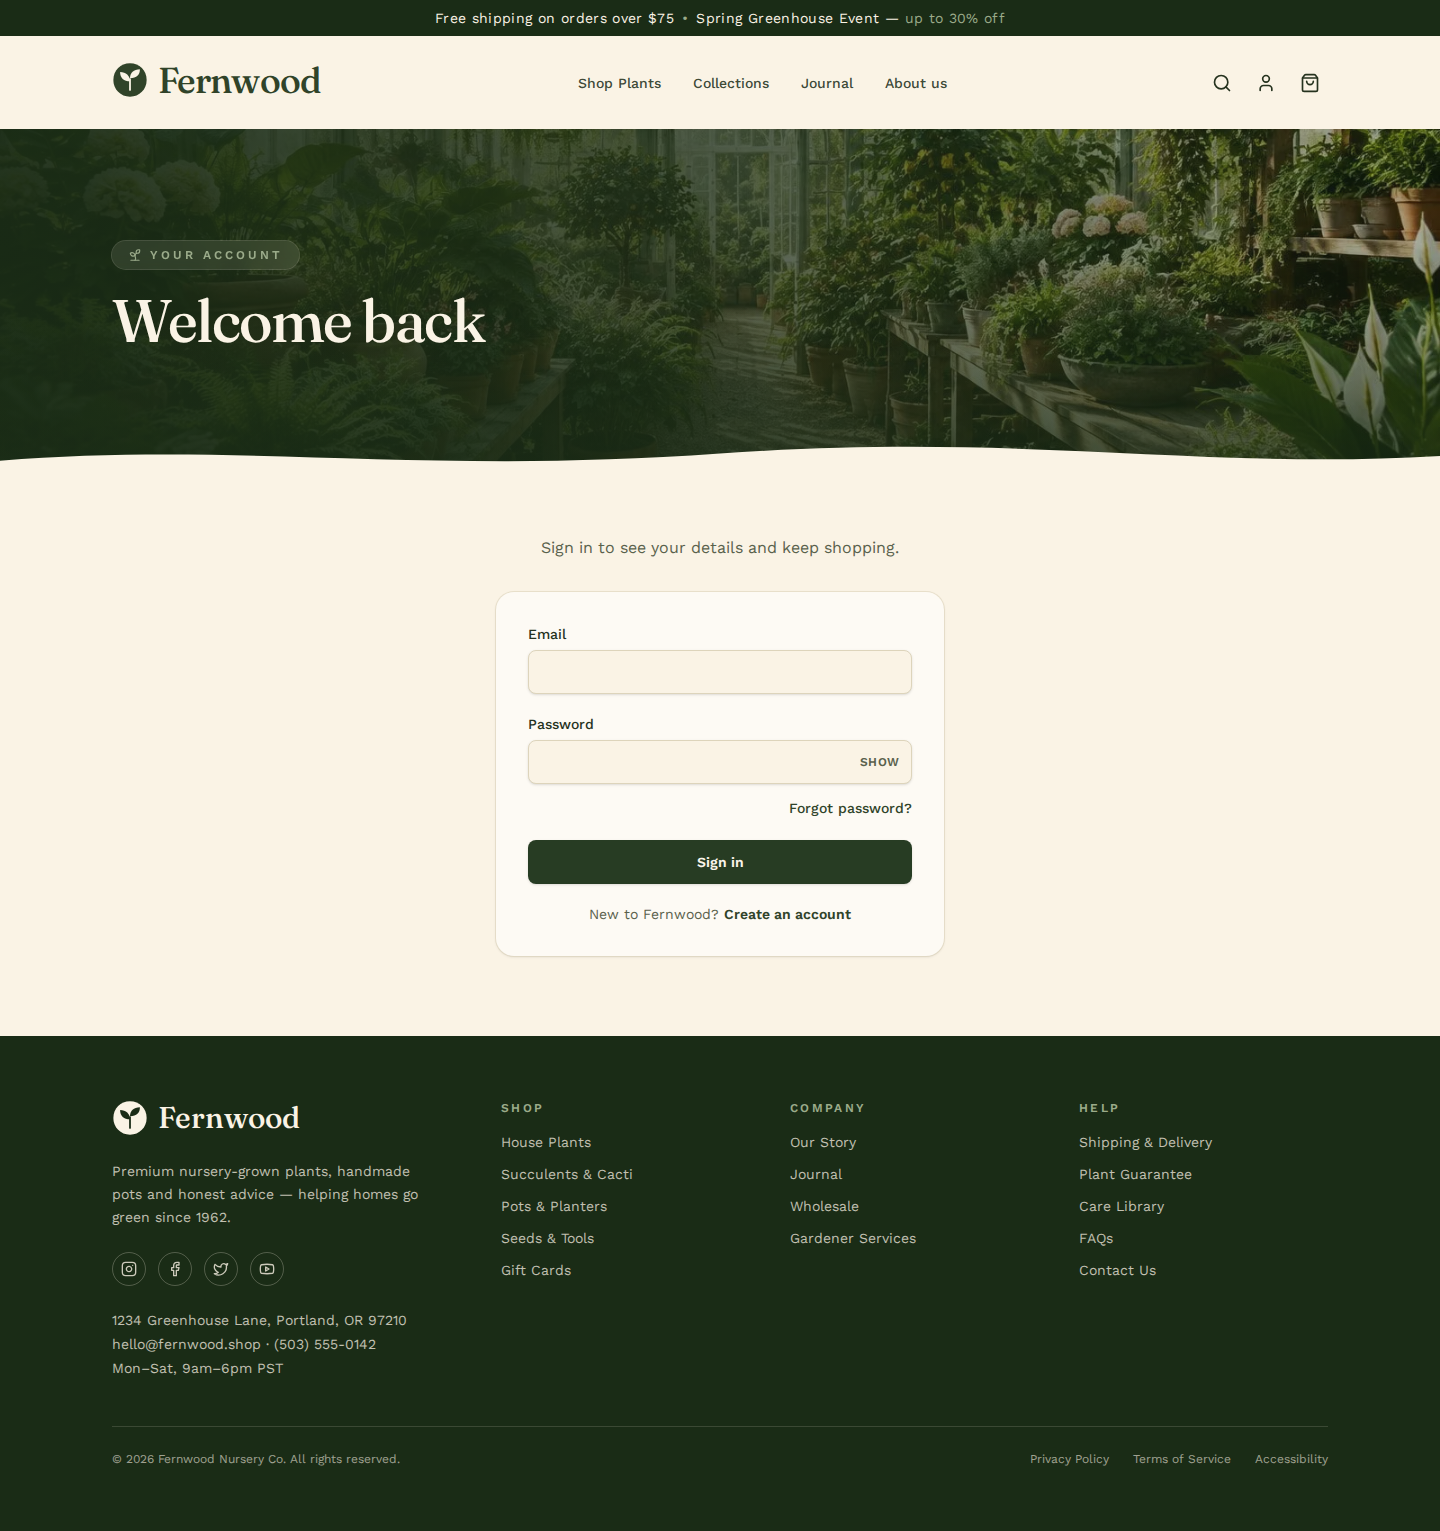 Free shipping on orders over $75 • Spring Greenhouse Event — up to 30% off
Fernwood
Shop Plants
Collections
Journal
About us
YOUR ACCOUNT
Welcome back
Sign in to see your details and keep shopping.
Email
Password
SHOW
Forgot password?
Sign in
New to Fernwood? Create an account
Fernwood
Premium nursery-grown plants, handmade
pots and honest advice — helping homes go
green since 1962.
1234 Greenhouse Lane, Portland, OR 97210
hello@fernwood.shop · (503) 555-0142
Mon–Sat, 9am–6pm PST
SHOP
House Plants
Succulents & Cacti
Pots & Planters
Seeds & Tools
Gift Cards
COMPANY
Our Story
Journal
Wholesale
Gardener Services
HELP
Shipping & Delivery
Plant Guarantee
Care Library
FAQs
Contact Us
© 2026 Fernwood Nursery Co. All rights reserved.
Privacy Policy
Terms of Service
Accessibility